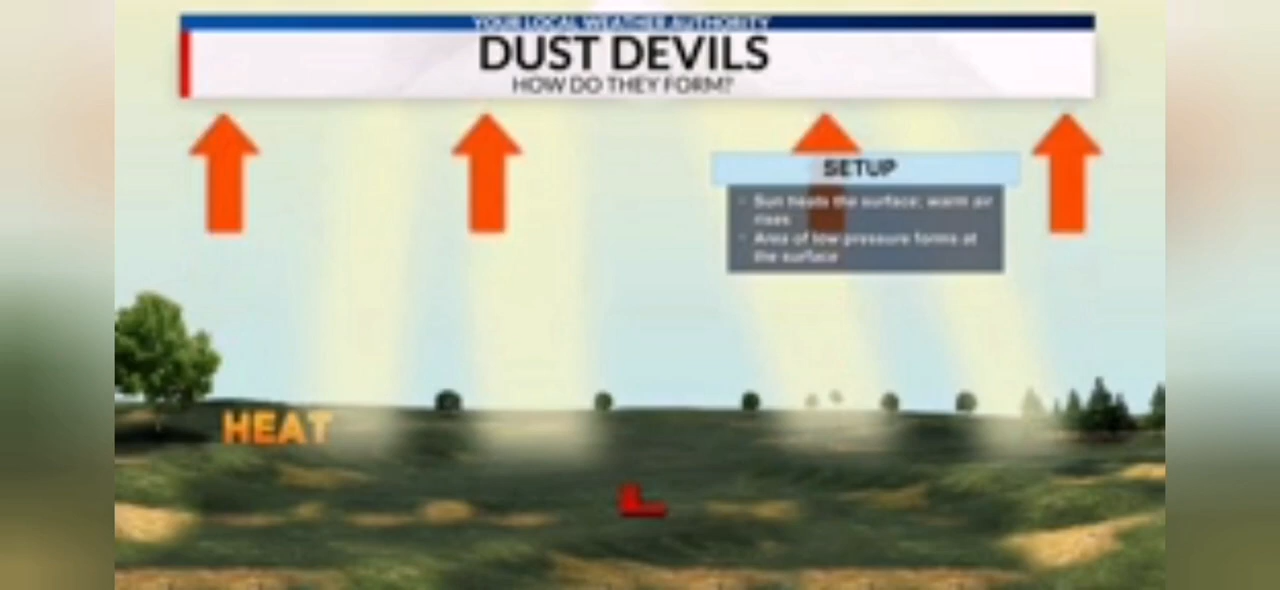 YOUR LOCAL WEATHER AUTHORITY
DUST DEVILS
HOW DO THEY FORM?
SETUP
- Sun heats the surface; warm air
rises
- Area of low pressure forms at
the surface
HEAT
L